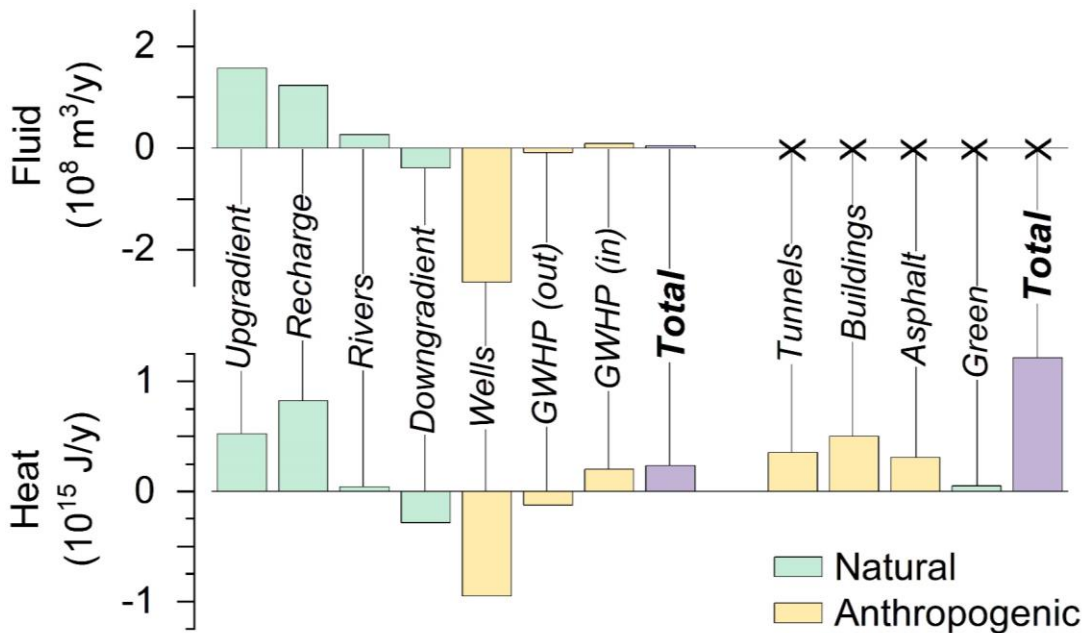 Fluid
(10⁸ m³/y)
2
0
-2
Upgradient
Recharge
Rivers
Downgradient
Wells
GWHP (out)
GWHP (in)
Total
Tunnels
Buildings
Asphalt
Green
Total
Heat
(10¹⁵ J/y)
1
0
-1
Natural
Anthropogenic